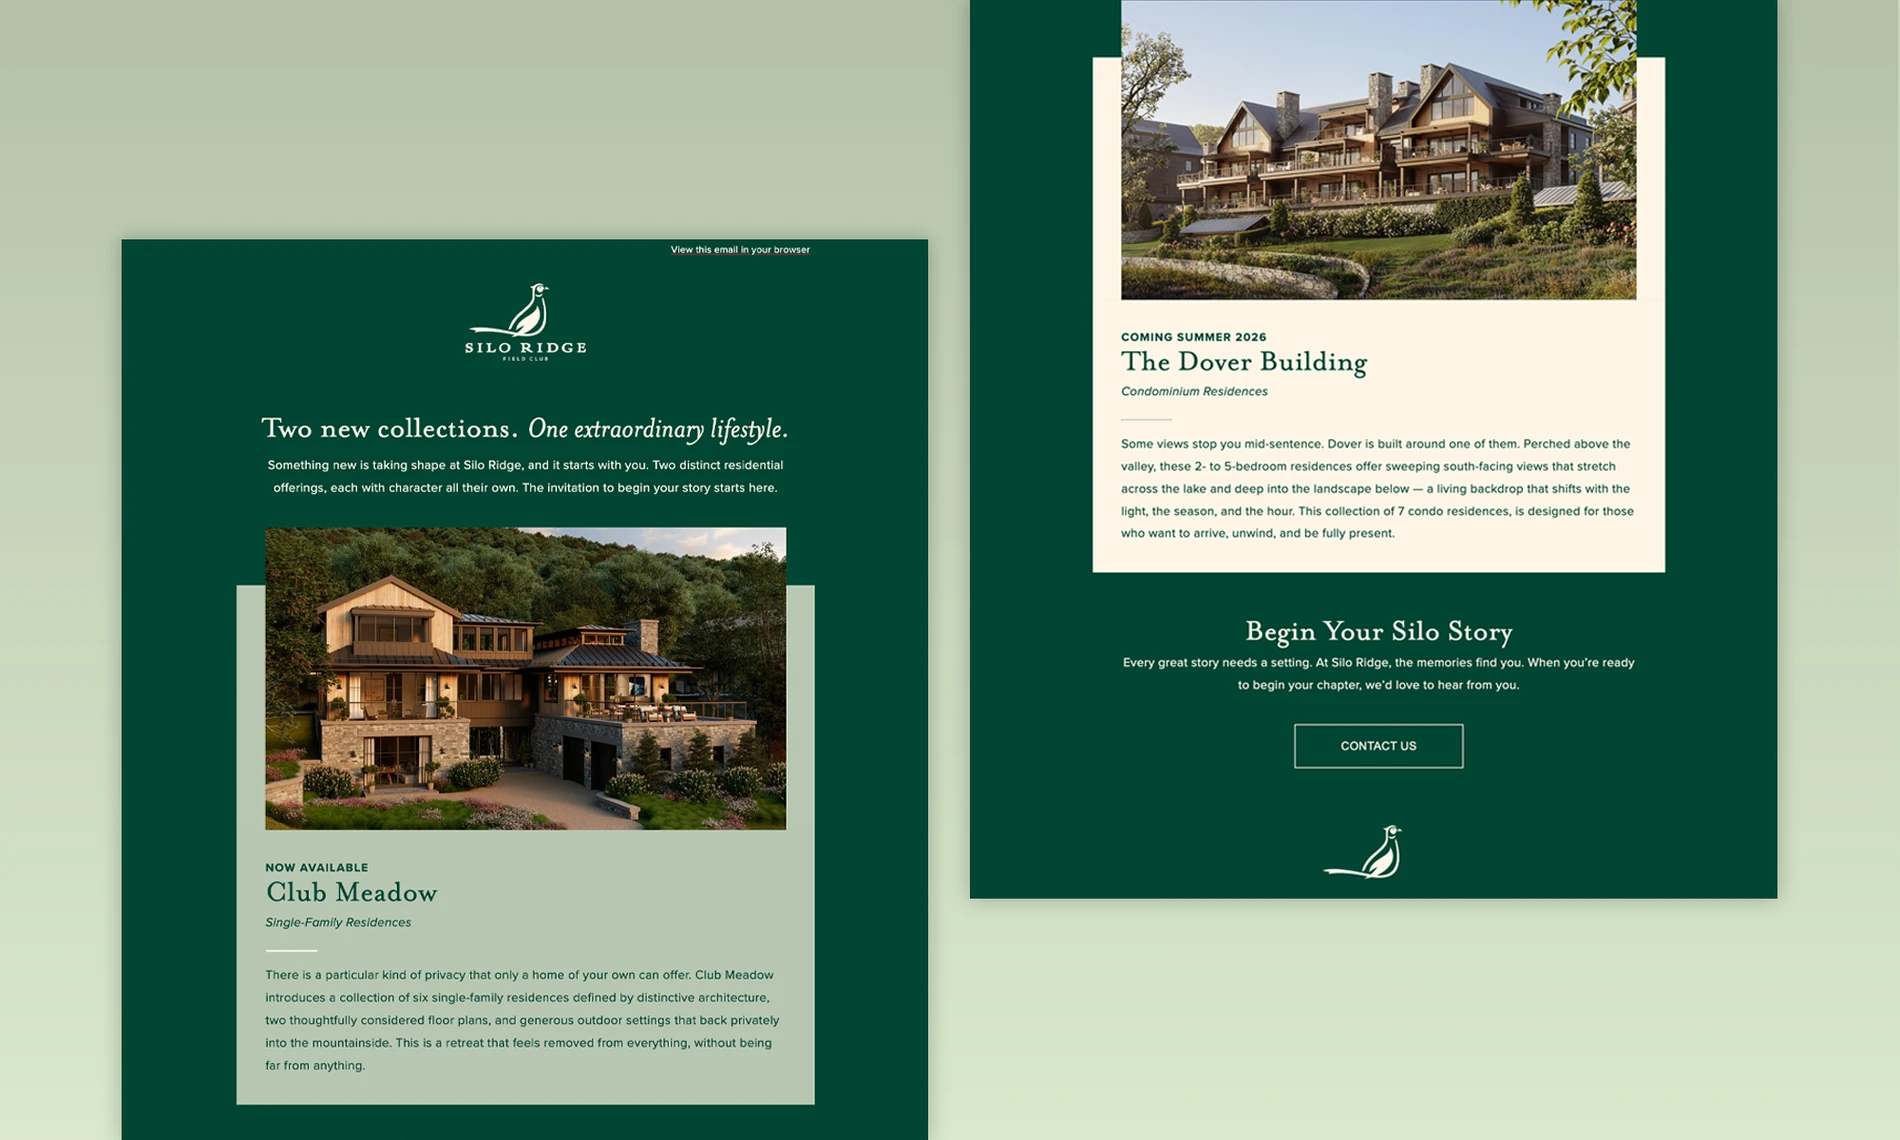 View this email in your browser
SILO RIDGE
FIELD CLUB
Two new collections. One extraordinary lifestyle.
Something new is taking shape at Silo Ridge, and it starts with you. Two distinct residential
offerings, each with character all their own. The invitation to begin your story starts here.
NOW AVAILABLE
Club Meadow
Single-Family Residences
There is a particular kind of privacy that only a home of your own can offer. Club Meadow
introduces a collection of six single-family residences defined by distinctive architecture,
two thoughtfully considered floor plans, and generous outdoor settings that back privately
into the mountainside. This is a retreat that feels removed from everything, without being
far from anything.
COMING SUMMER 2026
The Dover Building
Condominium Residences
Some views stop you mid-sentence. Dover is built around one of them. Perched above the
valley, these 2- to 5-bedroom residences offer sweeping south-facing views that stretch
across the lake and deep into the landscape below — a living backdrop that shifts with the
light, the season, and the hour. This collection of 7 condo residences, is designed for those
who want to arrive, unwind, and be fully present.
Begin Your Silo Story
Every great story needs a setting. At Silo Ridge, the memories find you. When you’re ready
to begin your chapter, we’d love to hear from you.
CONTACT US